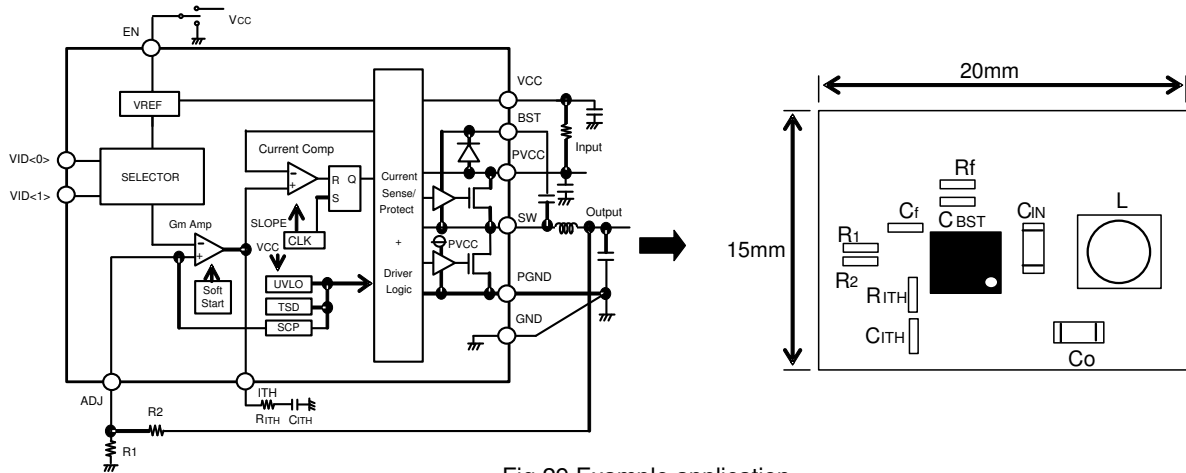 EN
VCC
VREF
VID<0>
VID<1>
SELECTOR
Gm Amp
Current Comp
R Q
S
SLOPE
CLK
VCC
Soft
Start
UVLO
TSD
SCP
Current
Sense/
Protect
+
Driver
Logic
VCC
BST
Input
PVCC
SW
Output
PVCC
PGND
GND
ADJ
ITH
RITH CITH
R2
R1
20mm
15mm
Rf
CBST
Cf
CIN
L
R1
R2
RITH
CITH
Co
Fig.29 Example application